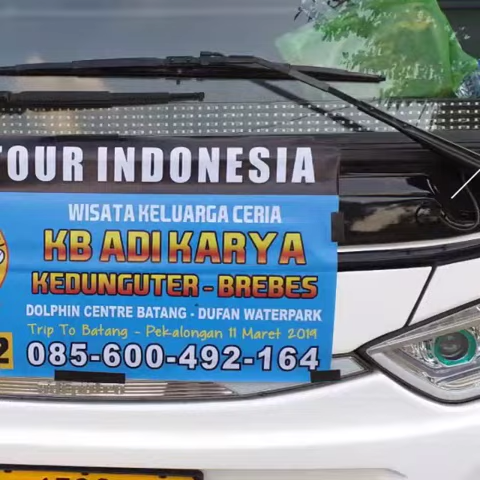 TOUR INDONESIA
WISATA KELUARGA CERIA
KB ADI KARYA
KEDUNGUTER - BREBES
DOLPHIN CENTRE BATANG - DUFAN WATERPARK
Trip To Batang - Pekalongan 11 Maret 2019
2
085-600-492-164